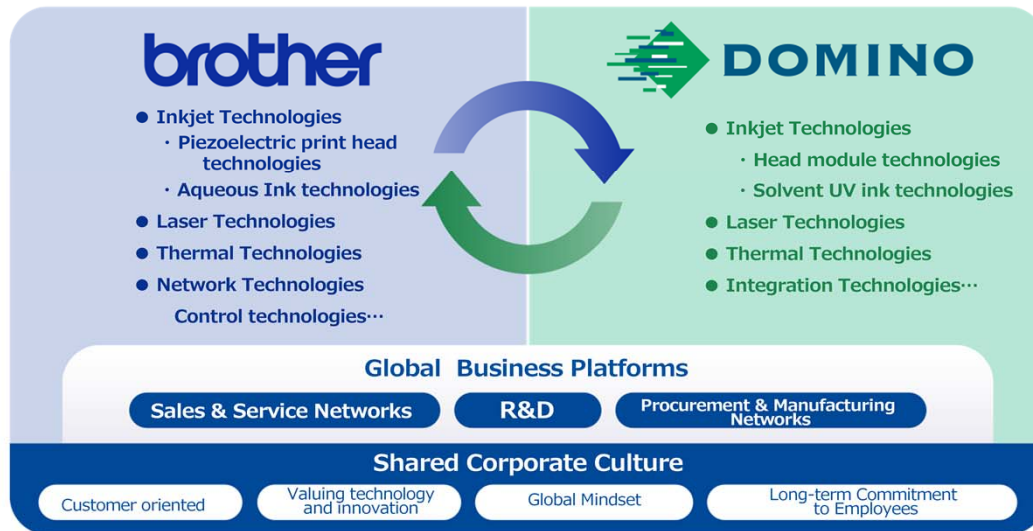 brother
● Inkjet Technologies
・Piezoelectric print head
technologies
・Aqueous Ink technologies
● Laser Technologies
● Thermal Technologies
● Network Technologies
Control technologies…
DOMINO
● Inkjet Technologies
・Head module technologies
・Solvent UV ink technologies
● Laser Technologies
● Thermal Technologies
● Integration Technologies…
Global Business Platforms
Sales & Service Networks
R&D
Procurement & Manufacturing
Networks
Shared Corporate Culture
Customer oriented
Valuing technology
and innovation
Global Mindset
Long-term Commitment
to Employees